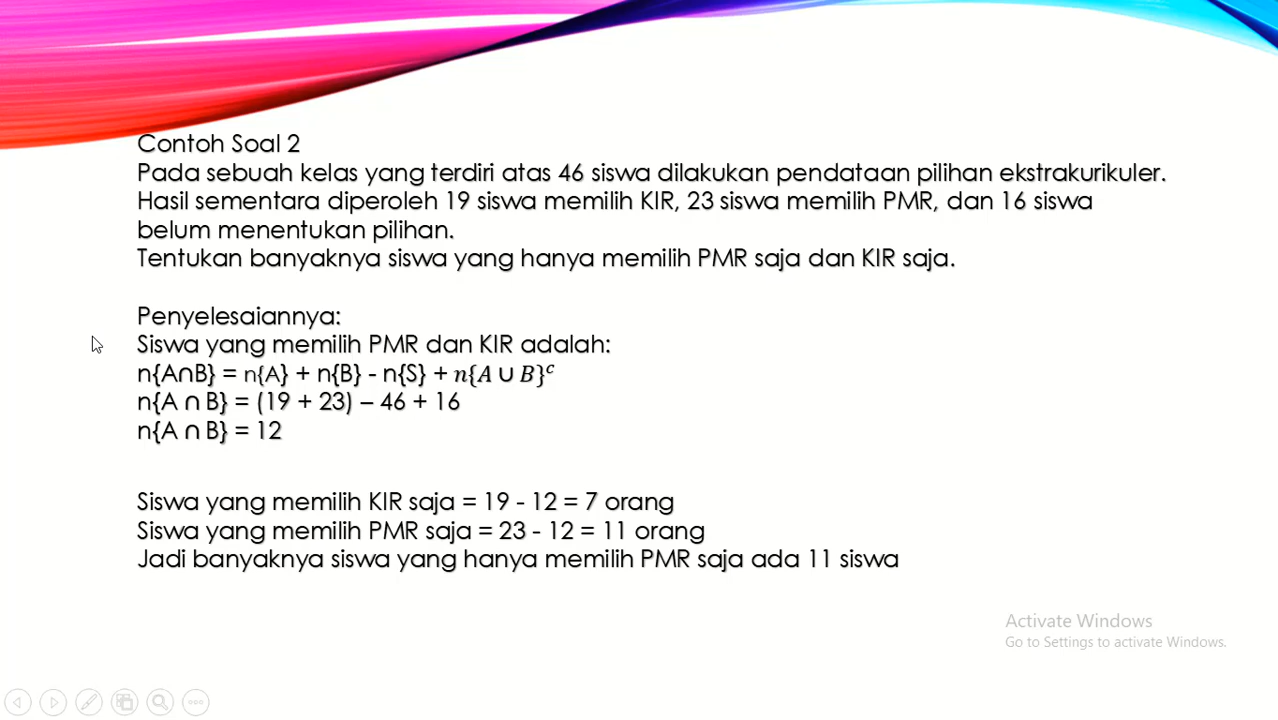 Contoh Soal 2
Pada sebuah kelas yang terdiri atas 46 siswa dilakukan pendataan pilihan ekstrakurikuler.
Hasil sementara diperoleh 19 siswa memilih KIR, 23 siswa memilih PMR, dan 16 siswa
belum menentukan pilihan.
Tentukan banyaknya siswa yang hanya memilih PMR saja dan KIR saja.
Penyelesaiannya:
Siswa yang memilih PMR dan KIR adalah:
n{A∩B} = n{A} + n{B} - n{S} + n{A ∪ B}ᶜ
n{A ∩ B} = (19 + 23) – 46 + 16
n{A ∩ B} = 12
Siswa yang memilih KIR saja = 19 - 12 = 7 orang
Siswa yang memilih PMR saja = 23 - 12 = 11 orang
Jadi banyaknya siswa yang hanya memilih PMR saja ada 11 siswa
Activate Windows
Go to Settings to activate Windows.